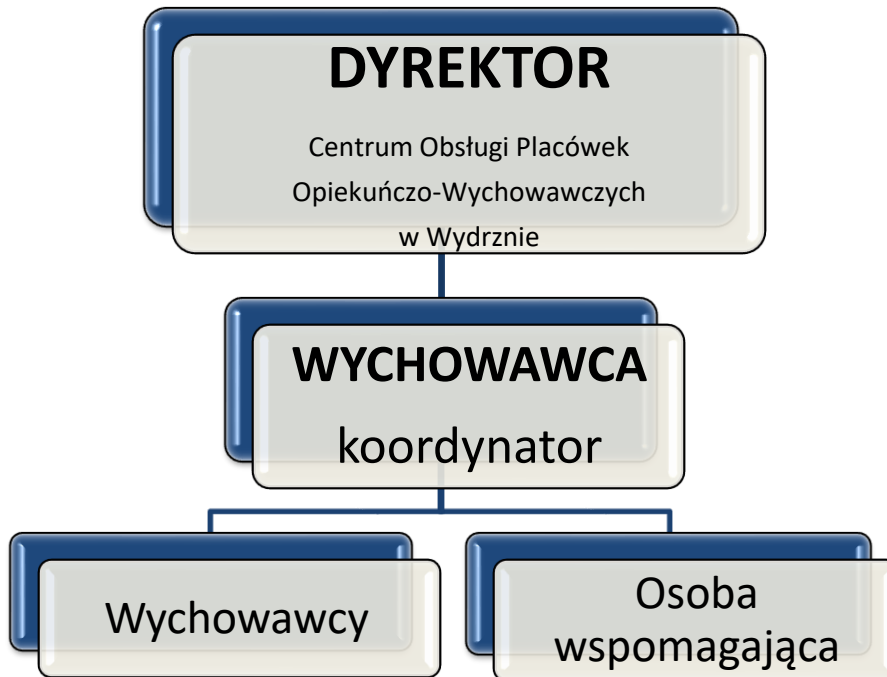 DYREKTOR
Centrum Obsługi Placówek
Opiekuńczo-Wychowawczych
w Wydrznie
WYCHOWAWCA
koordynator
Wychowawcy
Osoba
wspomagająca